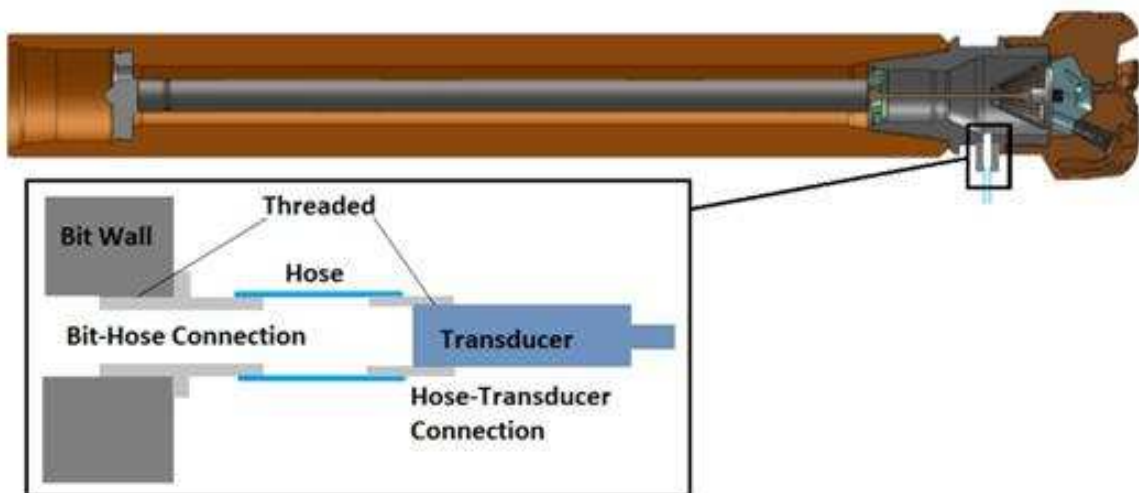 Threaded
Bit Wall
Hose
Bit-Hose Connection
Transducer
Hose-Transducer
Connection